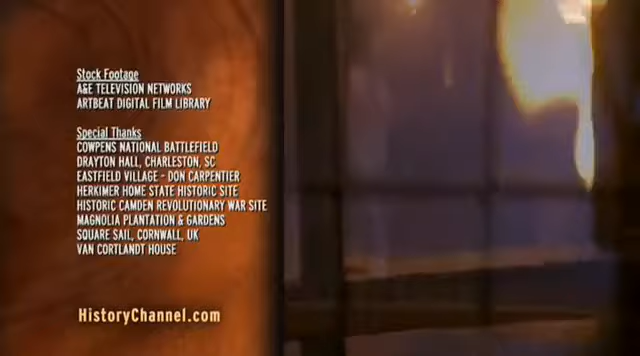 Stock Footage
A&E TELEVISION NETWORKS
ARTBEAT DIGITAL FILM LIBRARY
Special Thanks
COWPENS NATIONAL BATTLEFIELD
DRAYTON HALL, CHARLESTON, SC
EASTFIELD VILLAGE - DON CARPENTIER
HERKIMER HOME STATE HISTORIC SITE
HISTORIC CAMDEN REVOLUTIONARY WAR SITE
MAGNOLIA PLANTATION & GARDENS
SQUARE SAIL, CORNWALL, UK
VAN CORTLANDT HOUSE
HistoryChannel.com